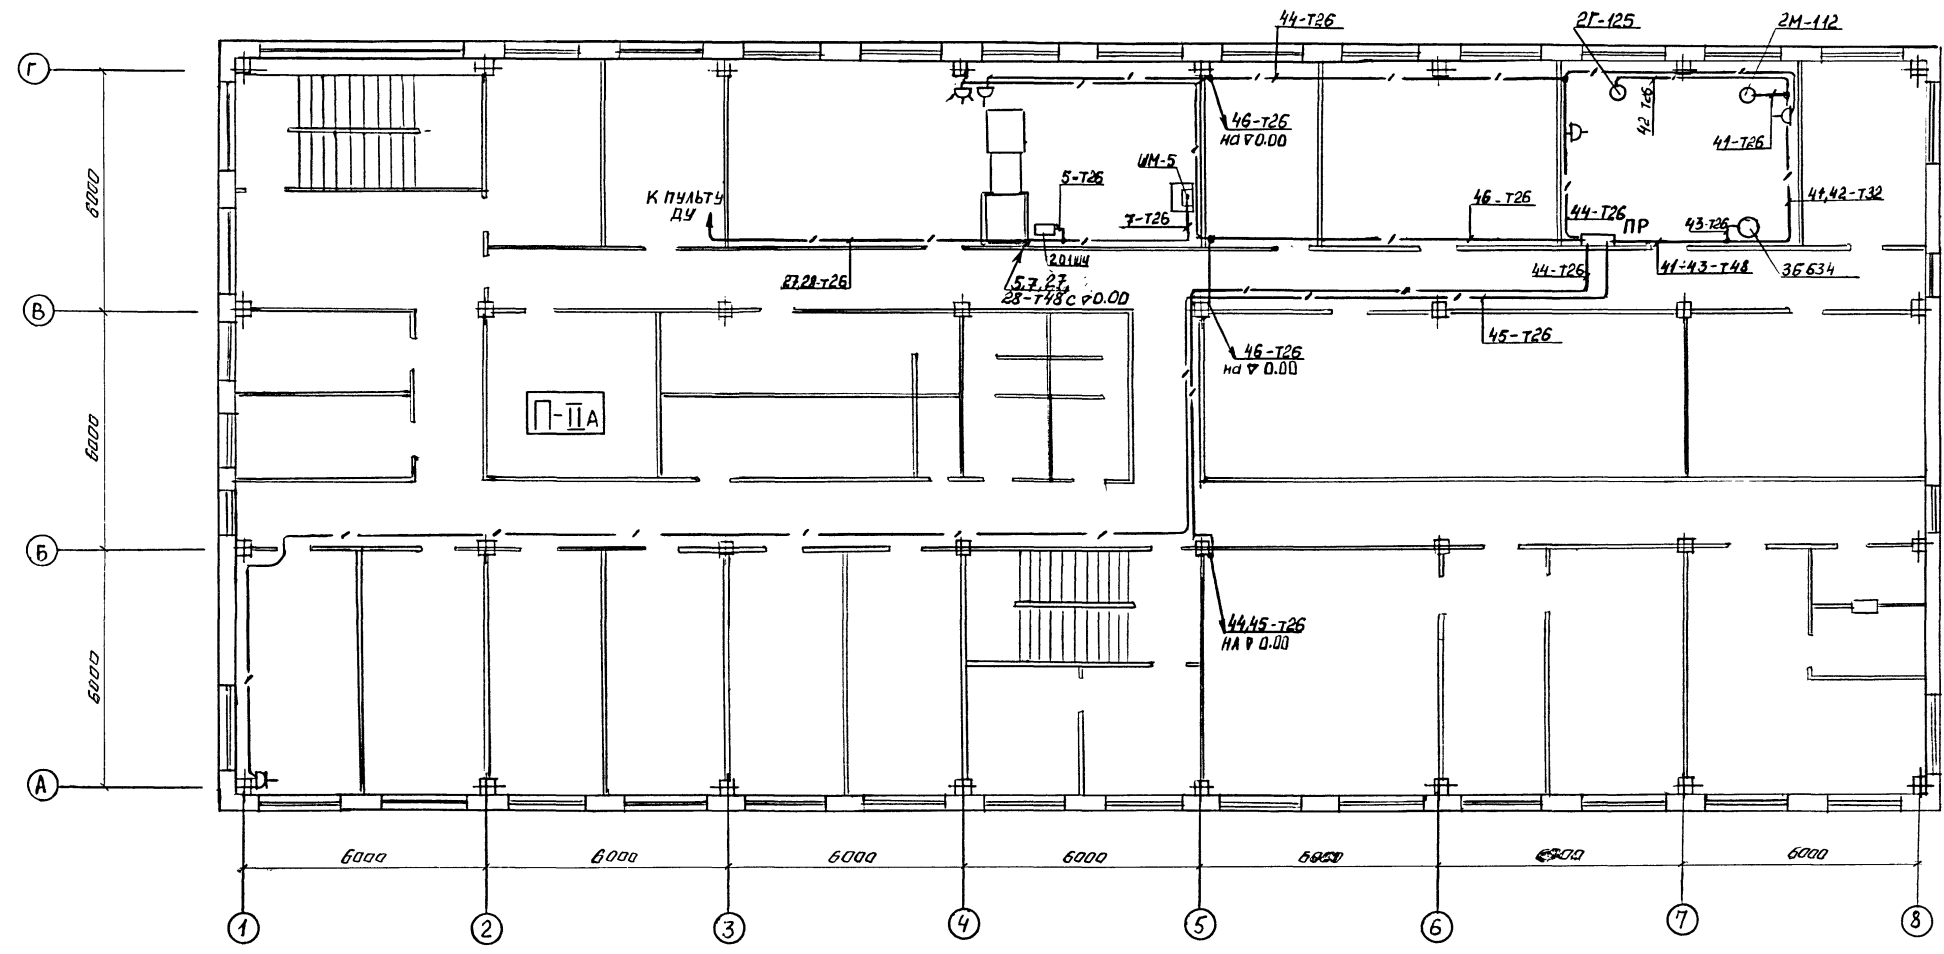 44-Т26
2Г-125
2М-112
Г
46-Т26
на ▽ 0.00
42 Т26
41-Т26
ШМ-5
5-Т26
К ПУЛЬТУ
ДУ
7-Т26
46-Т26
41,42-Т32
44-Т26
ПР
43-Т26
6000
27,28-Т26
5,7,27,
28-Т48 с ▽ 0.00
44-Т26
41÷43-Т48
3Б634
В
45-Т26
46-Т26
на ▽ 0.00
П-IIА
6000
Б
44,45-Т26
НА ▽ 0.00
6000
А
6000
6000
6000
6000
6000
6000
1
2
3
4
5
6
7
8